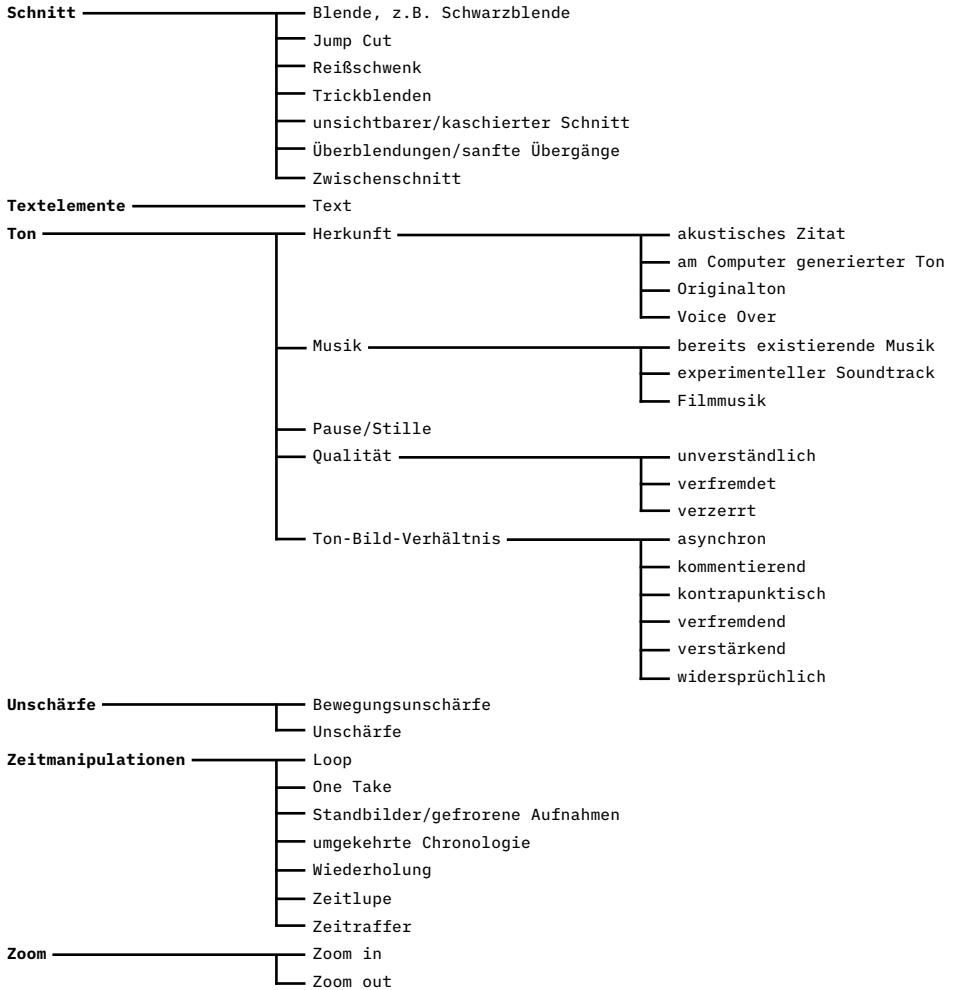 Schnitt Blende, z.B. Schwarzblende
Jump Cut
Reißschwenk
Trickblenden
unsichtbarer/kaschierter Schnitt
Überblendungen/sanfte Übergänge
Zwischenschnitt
Textelemente Text
Ton Herkunft akustisches Zitat
am Computer generierter Ton
Originalton
Voice Over
Musik bereits existierende Musik
experimenteller Soundtrack
Filmmusik
Pause/Stille
Qualität unverständlich
verfremdet
verzerrt
Ton-Bild-Verhältnis asynchron
kommentierend
kontrapunktisch
verfremdend
verstärkend
widersprüchlich
Unschärfe Bewegungsunschärfe
Unschärfe
Zeitmanipulationen Loop
One Take
Standbilder/gefrorene Aufnahmen
umgekehrte Chronologie
Wiederholung
Zeitlupe
Zeitraffer
Zoom Zoom in
Zoom out